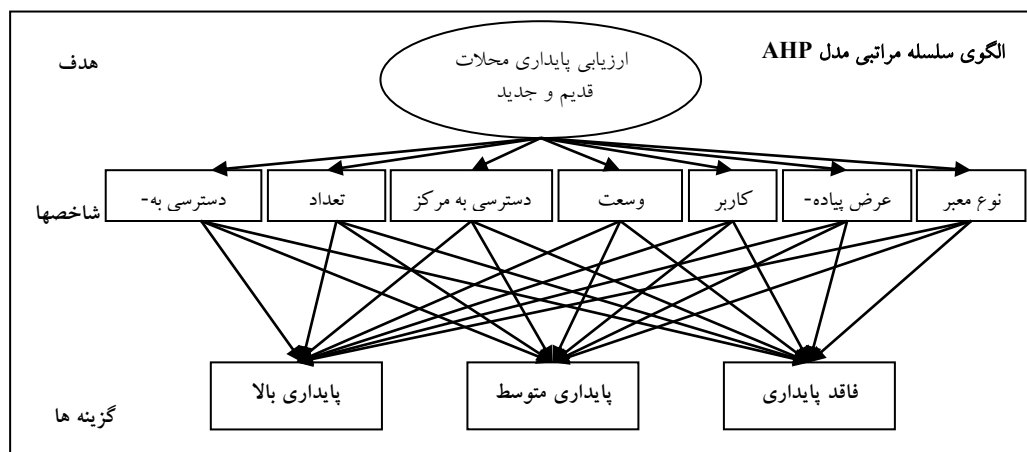 الگوی سلسله مراتبی مدل AHP
هدف
ارزیابی پایداری محلات
قدیم و جدید
شاخصها
نوع معبر
عرض پیاده-
کاربر
وسعت
دسترسی به مرکز
تعداد
دسترسی به-
گزینه ها
فاقد پایداری
پایداری متوسط
پایداری بالا